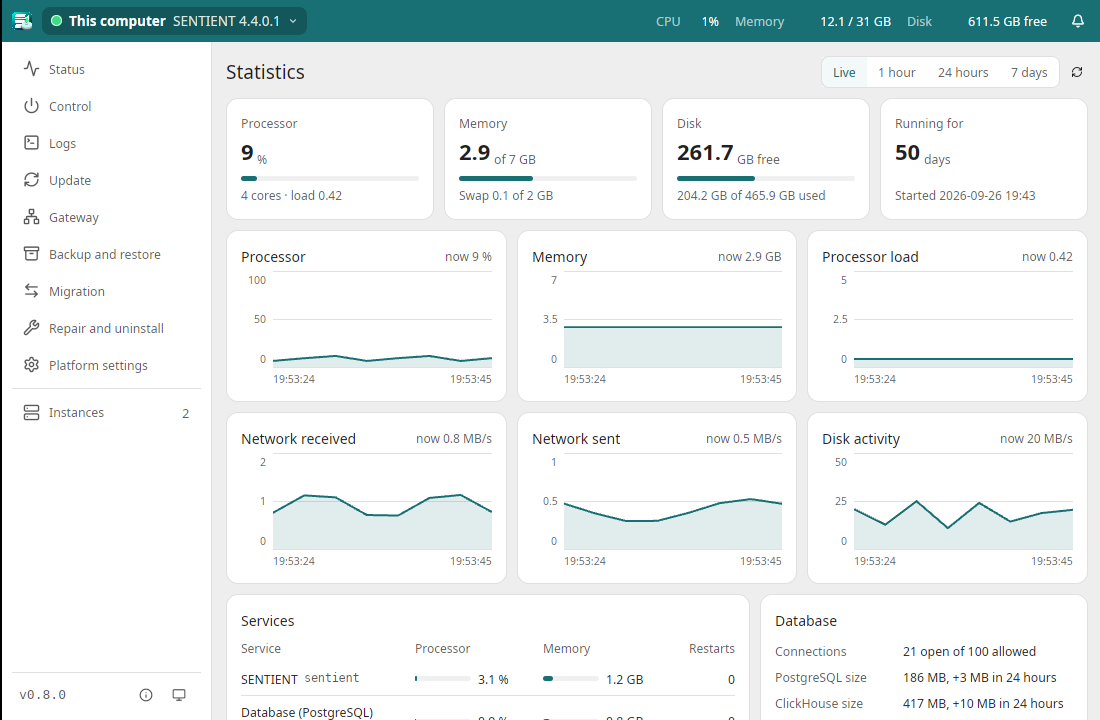 This computer SENTIENT 4.4.0.1 CPU 1% Memory 12.1 / 31 GB Disk 611.5 GB free
Status
Control
Logs
Update
Gateway
Backup and restore
Migration
Repair and uninstall
Platform settings
Instances 2
v0.8.0
Statistics
Live 1 hour 24 hours 7 days
Processor
9 %
4 cores · load 0.42
Memory
2.9 of 7 GB
Swap 0.1 of 2 GB
Disk
261.7 GB free
204.2 GB of 465.9 GB used
Running for
50 days
Started 2026-09-26 19:43
Processor now 9 %
100
50
0
19:53:24 19:53:45
Memory now 2.9 GB
7
3.5
0
19:53:24 19:53:45
Processor load now 0.42
5
2.5
0
19:53:24 19:53:45
Network received now 0.8 MB/s
2
1
0
19:53:24 19:53:45
Network sent now 0.5 MB/s
1
0.5
0
19:53:24 19:53:45
Disk activity now 20 MB/s
50
25
0
19:53:24 19:53:45
Services
Service Processor Memory Restarts
SENTIENT sentient 3.1 % 1.2 GB 0
Database (PostgreSQL)
Database
Connections 21 open of 100 allowed
PostgreSQL size 186 MB, +3 MB in 24 hours
ClickHouse size 417 MB, +10 MB in 24 hours